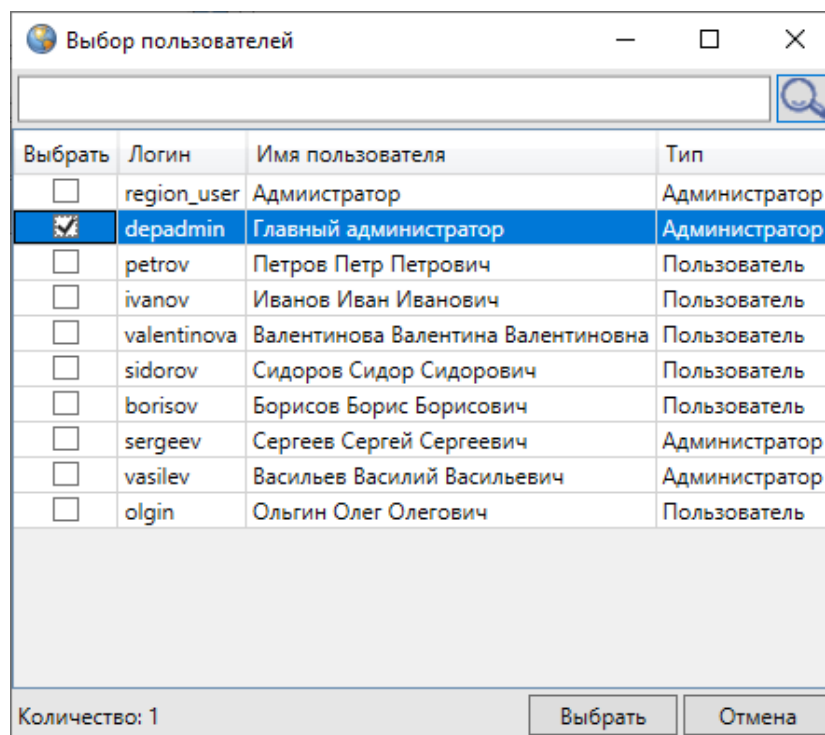 Выбор пользователей
Выбрать Логин Имя пользователя Тип
region_user Адмиистратор Администратор
depadmin Главный администратор Администратор
petrov Петров Петр Петрович Пользователь
ivanov Иванов Иван Иванович Пользователь
valentinova Валентинова Валентина Валентиновна Пользователь
sidorov Сидоров Сидор Сидорович Пользователь
borisov Борисов Борис Борисович Пользователь
sergeev Сергеев Сергей Сергеевич Администратор
vasilev Васильев Василий Васильевич Администратор
olgin Ольгин Олег Олегович Пользователь
Количество: 1 Выбрать Отмена